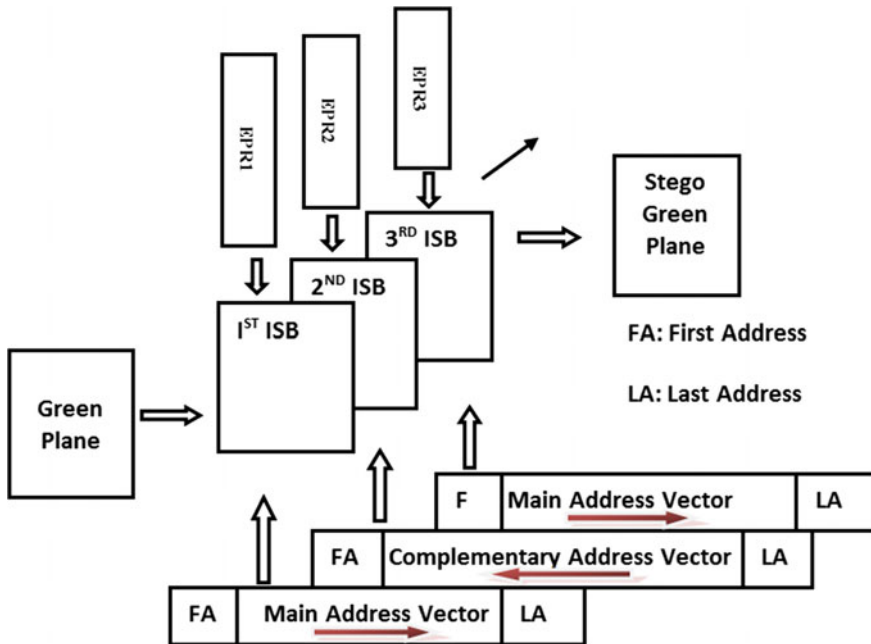 EPR1
EPR2
EPR3
Stego
Green
Plane
3RD ISB
2ND ISB
IST ISB
FA: First Address
LA: Last Address
Green
Plane
F
Main Address Vector
LA
FA
Complementary Address Vector
LA
FA
Main Address Vector
LA